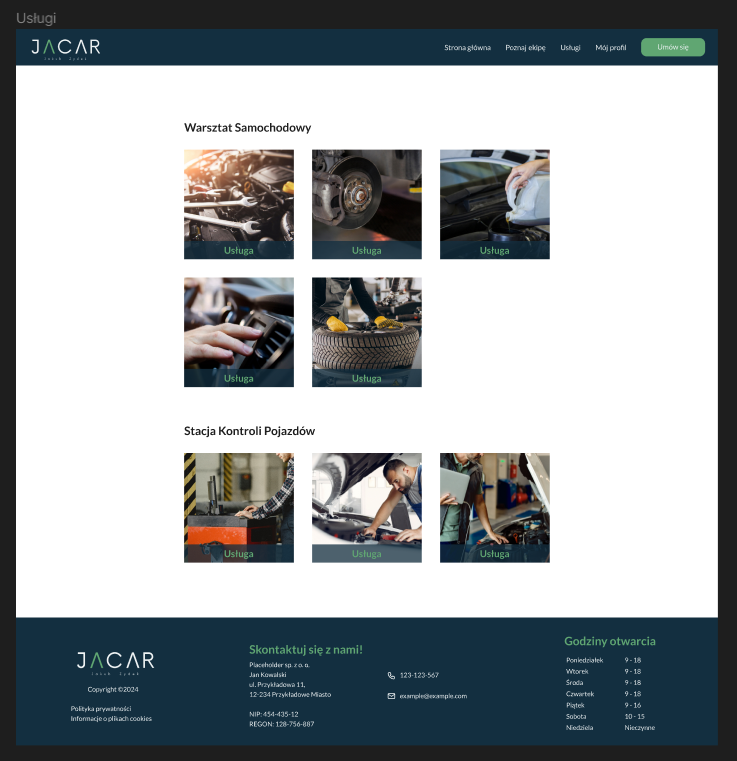 Usługi
JACAR
Jakub Żydek
Strona główna
Poznaj ekipę
Usługi
Mój profil
Umów się
Warsztat Samochodowy
Usługa
Usługa
Usługa
Usługa
Usługa
Stacja Kontroli Pojazdów
Usługa
Usługa
Usługa
JACAR
Jakub Żydek
Copyright ©2024
Polityka prywatności
Informacje o plikach cookies
Skontaktuj się z nami!
Placeholder sp. z o. o.
Jan Kowalski
ul. Przykładowa 11,
12-234 Przykładowe Miasto
NIP: 454-435-12
REGON: 128-756-887
123-123-567
example@example.com
Godziny otwarcia
Poniedziałek 9 - 18
Wtorek 9 - 18
Środa 9 - 18
Czwartek 9 - 18
Piątek 9 - 16
Sobota 10 - 15
Niedziela Nieczynne